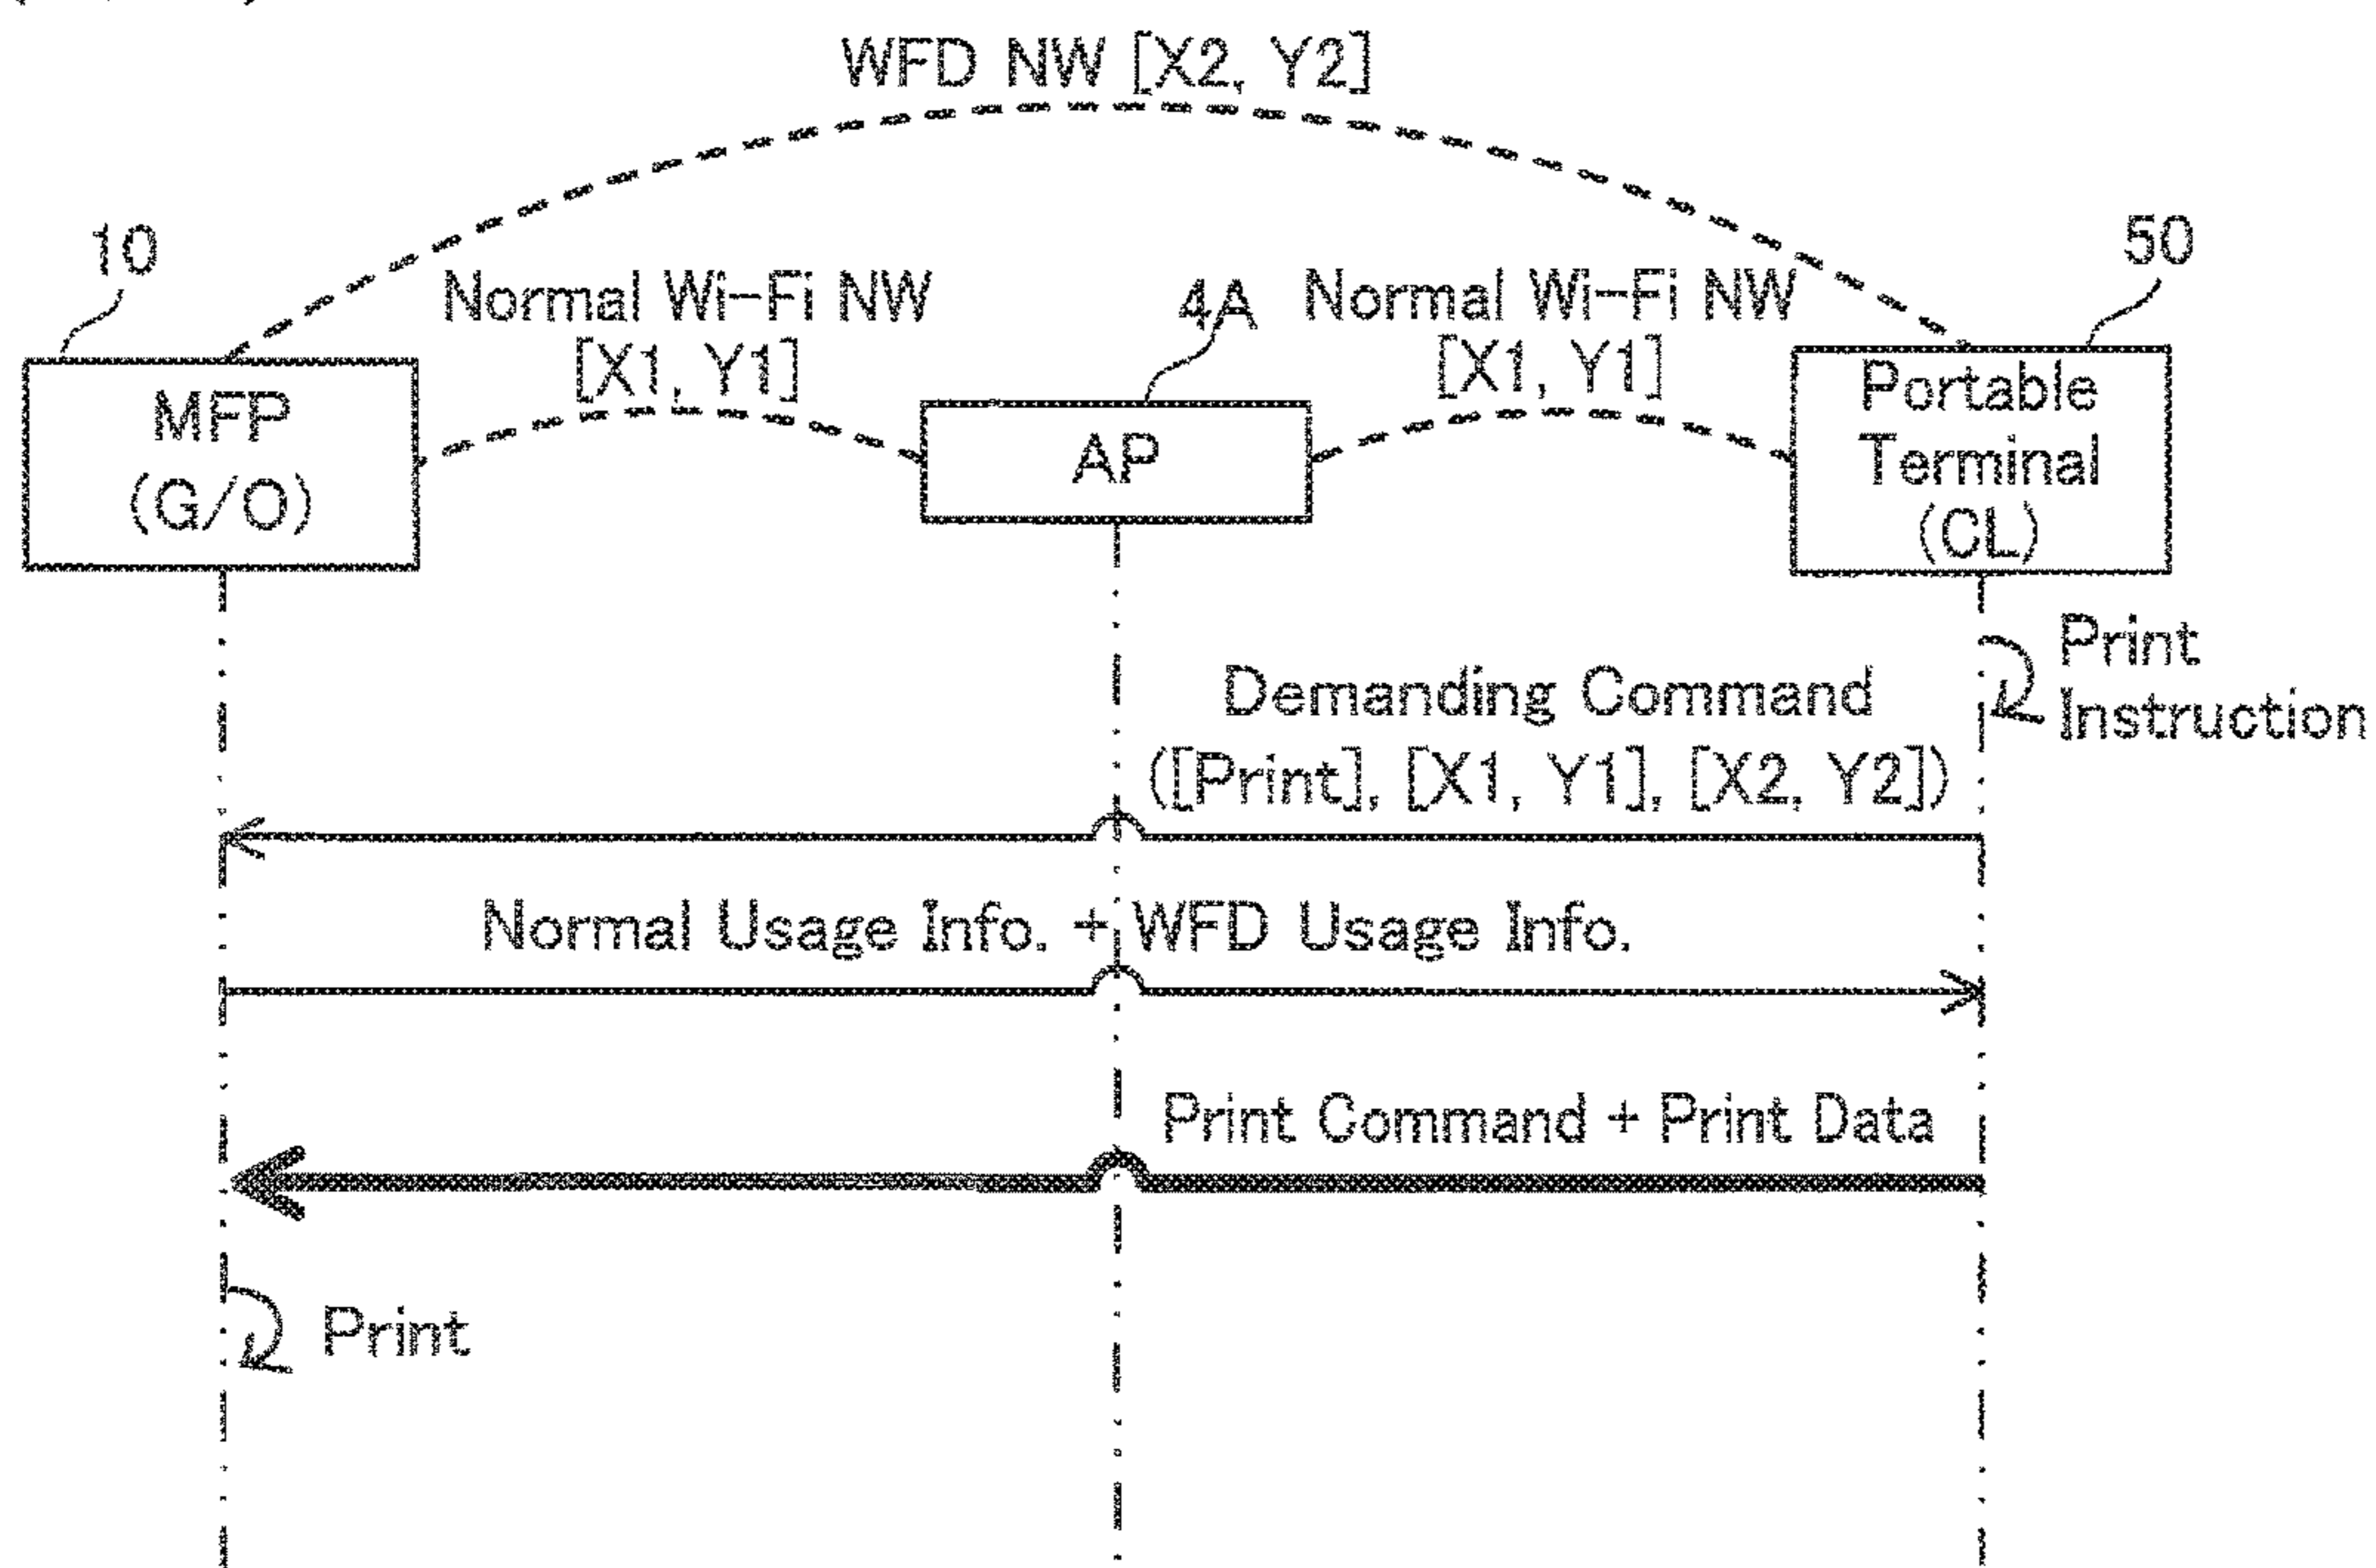 WFD NW [X2, Y2]
10
Normal Wi-Fi NW
[X1, Y1]
4A
Normal Wi-Fi NW
[X1, Y1]
50
MFP
(G/O)
AP
Portable
Terminal
(CL)
Print
Instruction
Demanding Command
([Print], [X1, Y1], [X2, Y2])
Normal Usage Info. + WFD Usage Info.
Print Command + Print Data
Print